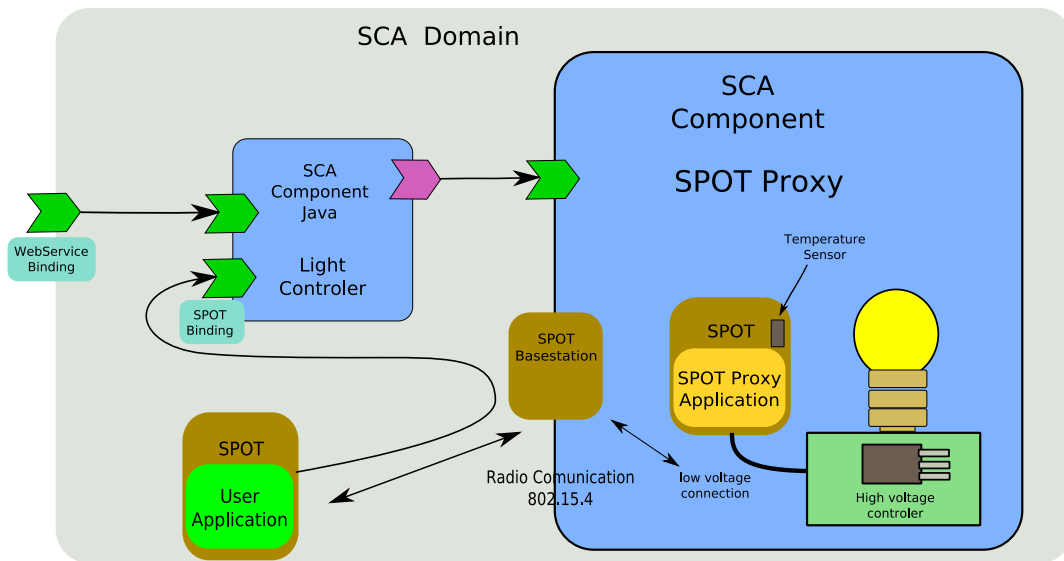 SCA Domain
SCA
Component
SPOT Proxy
SCA
Component
Java
Light
Controler
WebService
Binding
SPOT
Binding
Temperature
Sensor
SPOT
Basestation
SPOT
SPOT Proxy
Application
SPOT
User
Application
Radio Comunication
802.15.4
low voltage
connection
High voltage
controler